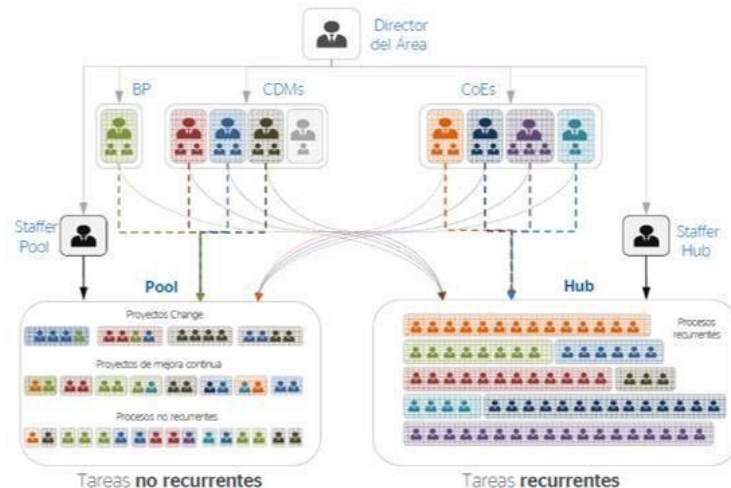 Director
del Área
BP
CDMs
CoEs
Staffer
Pool
Staffer
Hub
Pool
Hub
Proyectos Change
Proyectos de mejora continua
Procesos no recurrentes
Procesos
recurrentes
Tareas no recurrentes
Tareas recurrentes